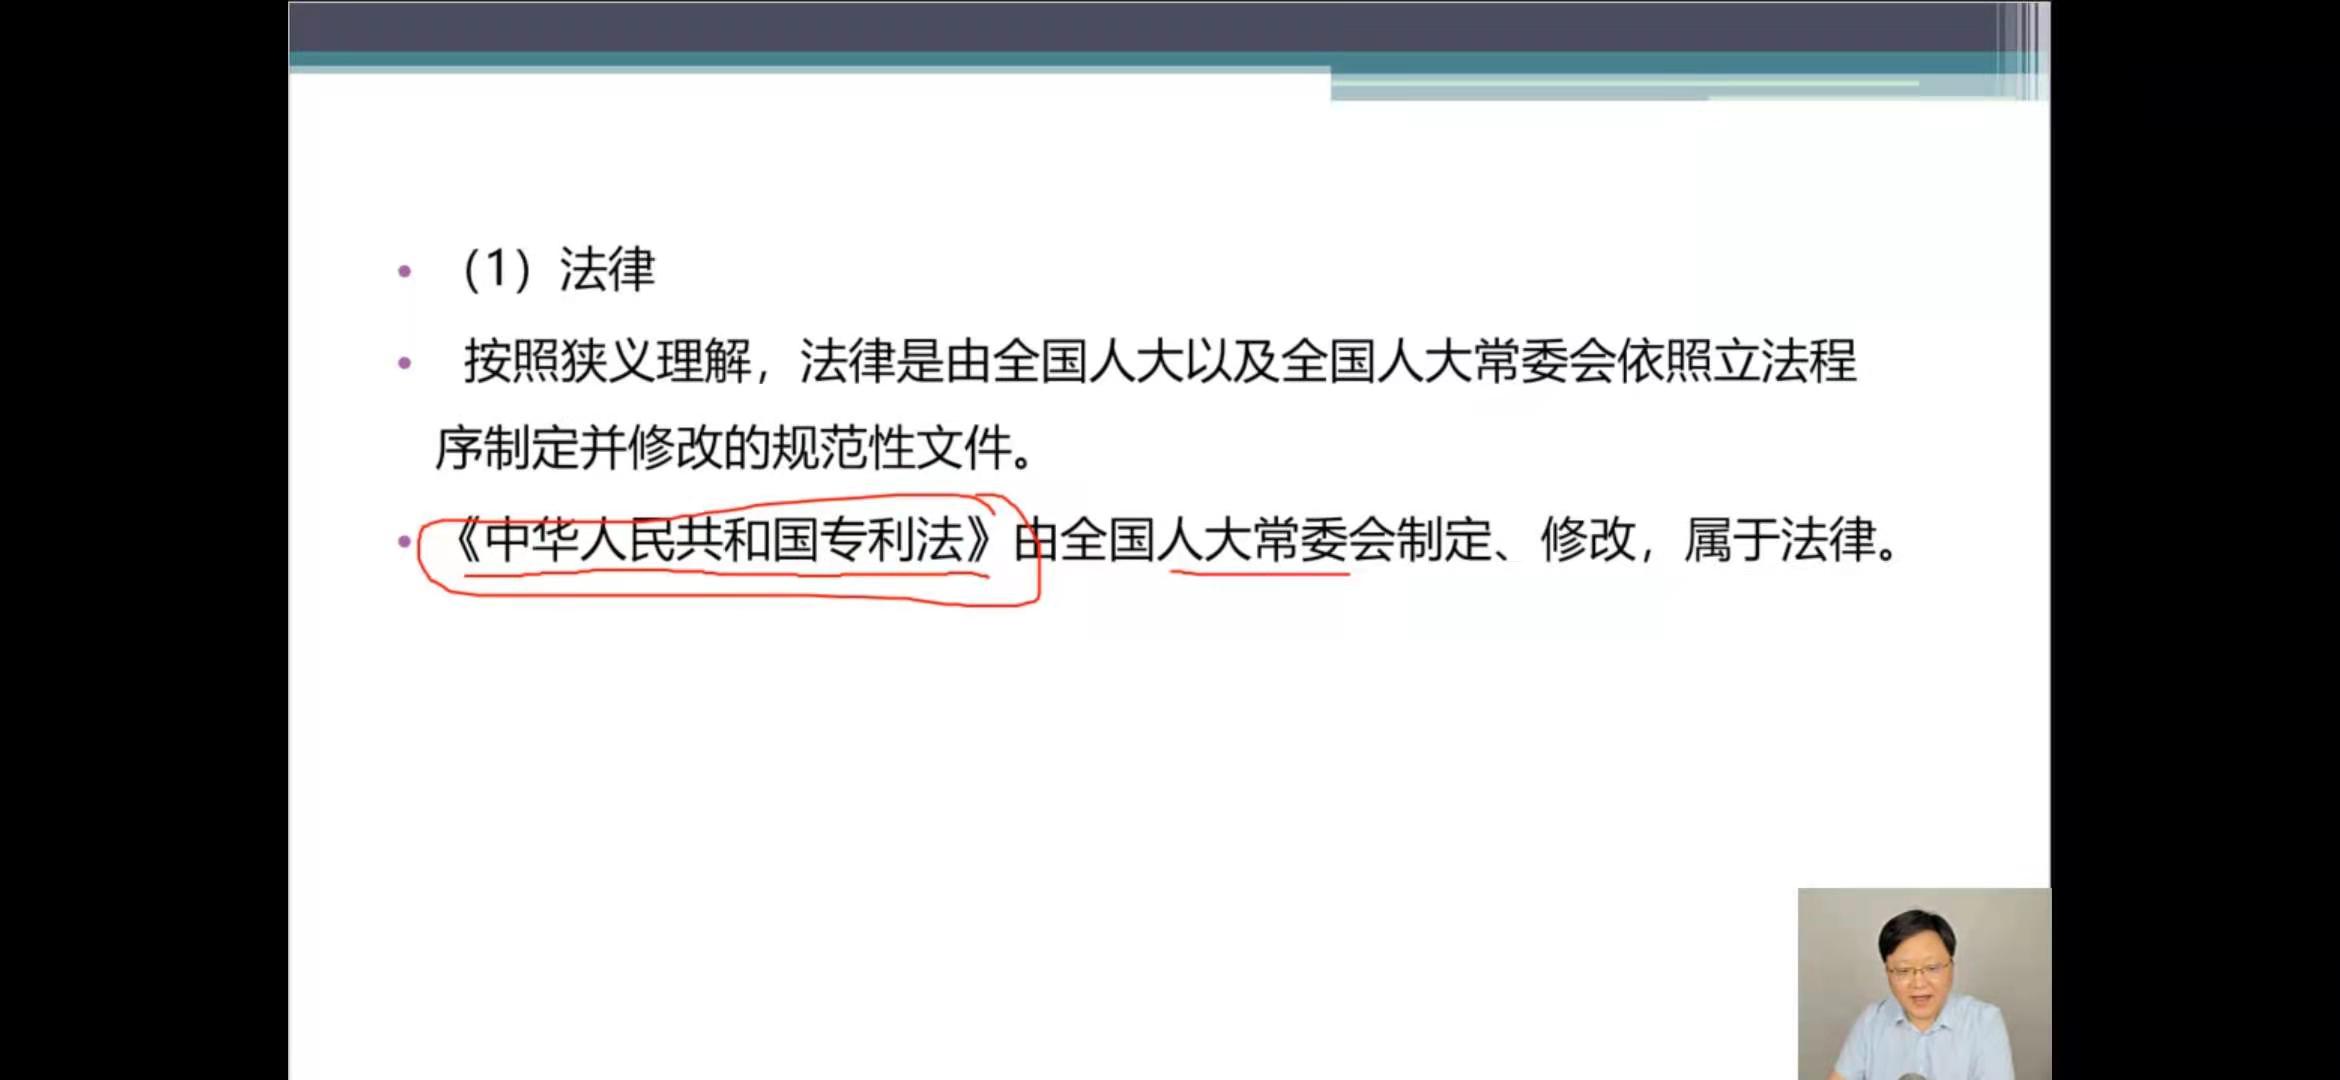 （1）法律
按照狭义理解，法律是由全国人大以及全国人大常委会依照立法程
序制定并修改的规范性文件。
《中华人民共和国专利法》由全国人大常委会制定、修改，属于法律。